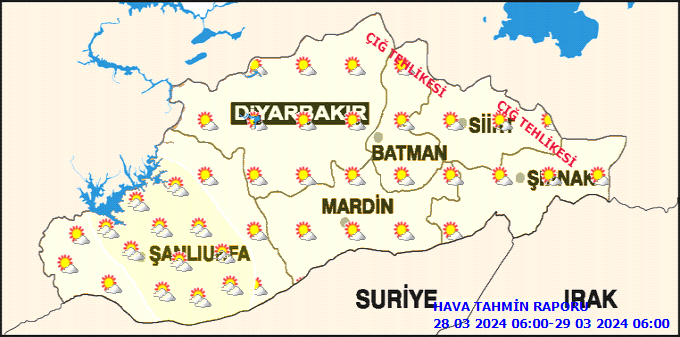 ÇIĞ TEHLİKESİ
DİYARBAKIR
ÇIĞ TEHLİKESİ
SİİRT
BATMAN
ŞIRNAK
MARDİN
ŞANLIURFA
SURİYE
IRAK
HAVA TAHMİN RAPORU
28 03 2024 06:00-29 03 2024 06:00